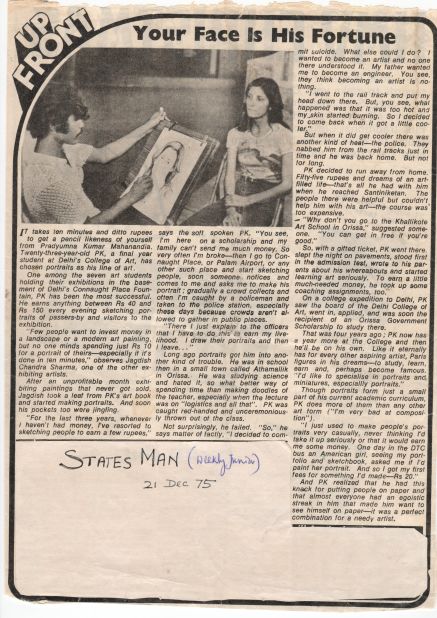 UP
FRONT
Your Face Is His Fortune
IT takes ten minutes and ditto rupees
to get a pencil likeness of yourself
from Pradyumna Kumar Mahanandia.
Twenty-three-year-old PK, a final year
student at Delhi's College of Art, has
chosen portraits as his line of art.
One among the seven art students
holding their exhibitions in the base-
ment of Delhi's Connaught Place Foun-
tain, PK has been the most successful.
He earns anything between Rs 40 and
Rs 150 every evening sketching por-
traits of passers-by and visitors to the
exhibition.
"Few people want to invest money in
a landscape or a modern art painting,
but no one minds spending just Rs 10
for a portrait of theirs—especially if it's
done in ten minutes," observes Jagdish
Chandra Sharma, one of the other ex-
hibiting artists.
After an unprofitable month exhi-
biting paintings that never got sold,
Jagdish took a leaf from PK's art book
and started making portraits. And soon
his pockets too were jingling.
"For the last three years, whenever
I haven't had money, I've resorted to
sketching people to earn a few rupees,"
says the soft spoken PK. "You see,
I'm here on a scholarship and my
family can't send me much money. So
very often I'm broke—then I go to Con-
naught Place, or Palam Airport, or any
other such place and start sketching
people, soon someone notices and
comes to me and asks me to make his
portrait; gradually a crowd collects and
often I'm caught by a policeman and
taken to the police station, especially
these days because crowds aren't al-
lowed to gather in public places.
"There I just explain to the officers
that I have to do this to earn my live-
lihood. I draw their portraits and then
I leave...."
Long ago portraits got him into ano-
ther kind of trouble. He was in school
then in a small town called Athamallik
in Orissa. He was studying science
and hated it, so what better way of
spending time than making doodles of
the teacher, especially when the lecture
was on "logistics and all that". PK was
caught red-handed and unceremonious-
ly thrown out of the class.
Not surprisingly, he failed. "So," he
says matter of factly, "I decided to com-
mit suicide. What else could I do? I
wanted to become an artist and no one
there understood it. My father wanted
me to become an engineer. You see,
they think becoming an artist is no-
thing.
"I went to the rail track and put my
head down there. But, you see, what
happened was that it was too hot and
my skin started burning. So I decided
to come back when it got a little coo-
ler."
But when it did get cooler there was
another kind of heat—the police. They
nabbed him from the rail tracks just in
time and he was back home. But not
for long.
PK decided to run away from home.
Fifty-five rupees and dreams of an art-
filled life—that's all he had with him
when he reached Santiniketan. The
people there were helpful but couldn't
help him with his art—the course was
too expensive.
"Why don't you go to the Khallikote
Art School in Orissa," suggested some-
one. "You can get in free if you're
good."
So, with a gifted ticket, PK went there,
slept the night on pavements, stood first
in the admission test, wrote to his par-
ents about his whereabouts and started
learning art seriously. To earn a little
much-needed money, he took up some
coaching assignments, too.
On a college expedition to Delhi, PK
saw the board of the Delhi College of
Art, went in, applied, and was soon the
recipient of an Orissa Government
Scholarship to study there.
That was four years ago; PK now has
a year more at the College and then
he'll be on his own. Like it eternally
has for every other aspiring artist, Paris
figures in his dreams—to study, learn,
earn and, perhaps, become famous.
"I'd like to specialize in portraits and
miniatures, especially portraits."
Though portraits form just a small
part of his current academic curriculum,
PK does more of them than any other
art form ("I'm very bad at composi-
tion").
"I just used to make people's por-
traits very casually, never thinking I'd
take it up seriously or that it would earn
me some money. One day in the DTC
bus an American girl, seeing my port-
folio and sketchbook, asked me if I'd
paint her portrait. And so I got my first
fees for something I'd made—Rs 20."
And PK realized that he had this
knack for putting people on paper and
that almost everyone had an egoistic
streak in him that made him want to
see himself on paper—it was a perfect
combination for a needy artist.
STATES MAN (Weekly Junior)
21 DEC 75